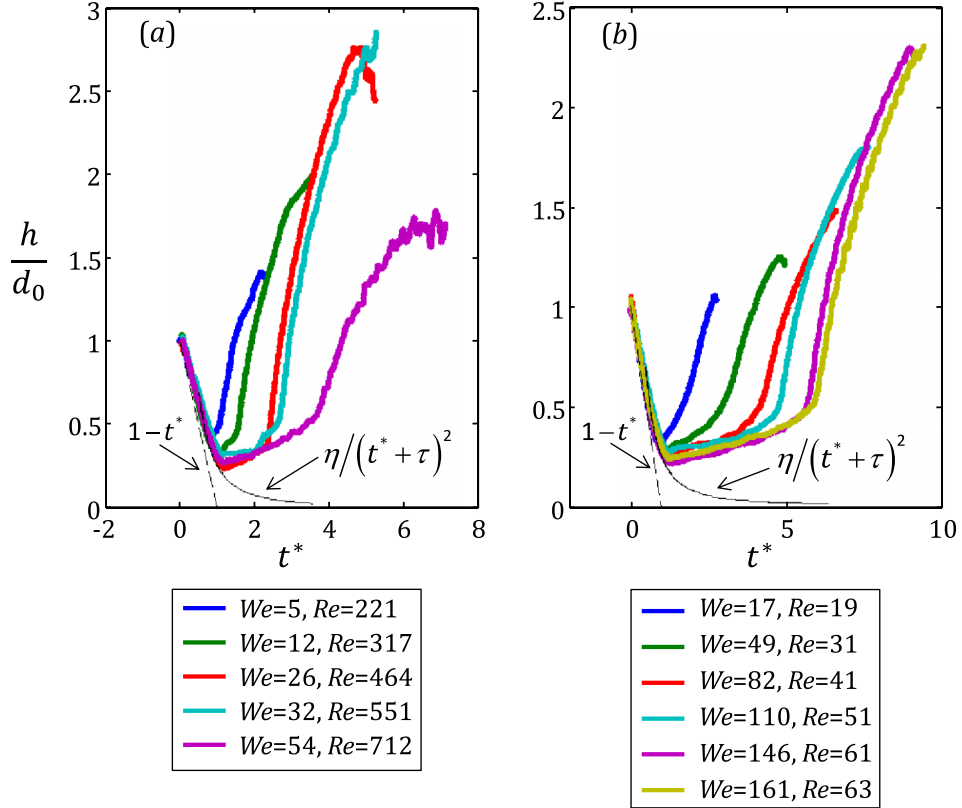 (a)
3
2.5
2
1.5
1
0.5
0
-2
0
2
4
6
8
h
d₀
1−t*
η/(t*+τ)²
t*
We=5, Re=221
We=12, Re=317
We=26, Re=464
We=32, Re=551
We=54, Re=712
(b)
2.5
2
1.5
1
0.5
0
0
5
10
1−t*
η/(t*+τ)²
t*
We=17, Re=19
We=49, Re=31
We=82, Re=41
We=110, Re=51
We=146, Re=61
We=161, Re=63